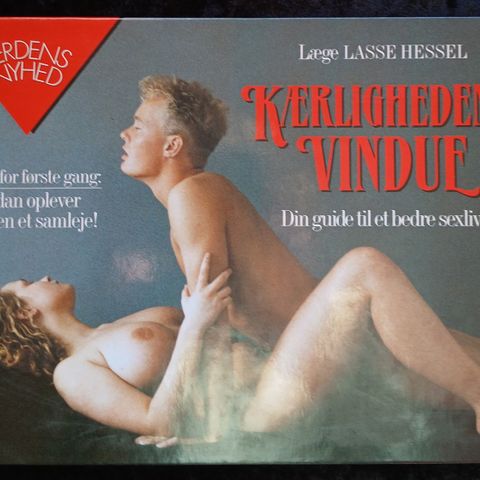 ERDENS
NYHED
Læge LASSE HESSEL
KÆRLIGHEDEN
VINDUE
Din guide til et bedre sexliv
for første gang:
dan oplever
en et samleje!